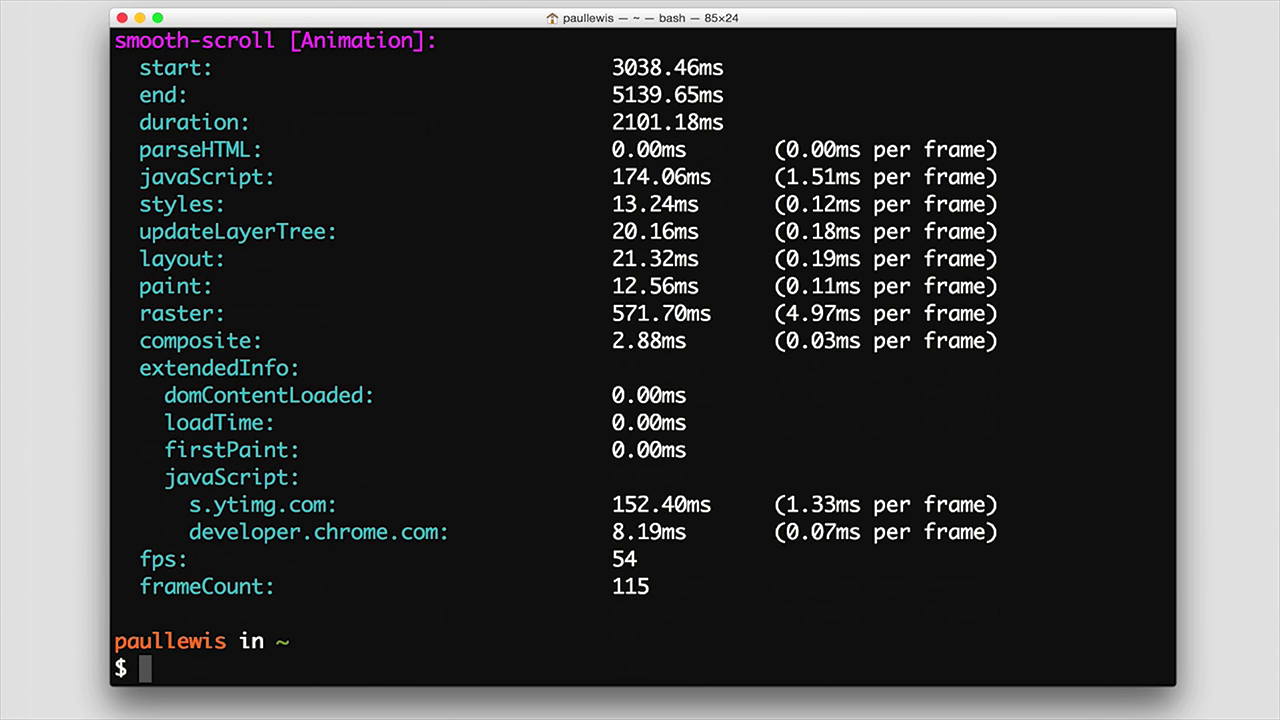 paullewis — ~ — bash — 85×24
smooth-scroll [Animation]:
start: 3038.46ms
end: 5139.65ms
duration: 2101.18ms
parseHTML: 0.00ms (0.00ms per frame)
javaScript: 174.06ms (1.51ms per frame)
styles: 13.24ms (0.12ms per frame)
updateLayerTree: 20.16ms (0.18ms per frame)
layout: 21.32ms (0.19ms per frame)
paint: 12.56ms (0.11ms per frame)
raster: 571.70ms (4.97ms per frame)
composite: 2.88ms (0.03ms per frame)
extendedInfo:
domContentLoaded: 0.00ms
loadTime: 0.00ms
firstPaint: 0.00ms
javaScript:
s.ytimg.com: 152.40ms (1.33ms per frame)
developer.chrome.com: 8.19ms (0.07ms per frame)
fps: 54
frameCount: 115
paullewis in ~
$